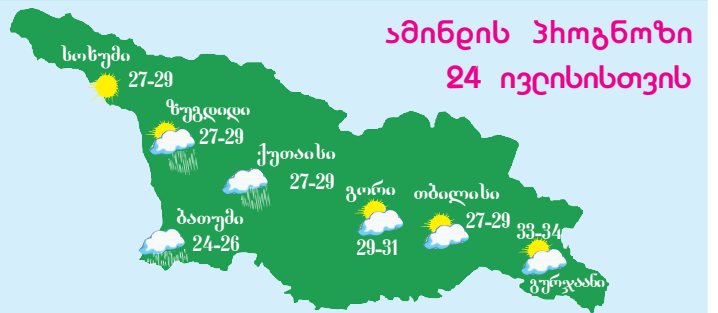 ამინდის პროგნოზი
24 ივლისისთვის
სოხუმი
27-29
ზუგდიდი
27-29
ქუთაისი
27-29
გორი
29-31
თბილისი
27-29
ბათუმი
24-26
33-34
გურჯაანი